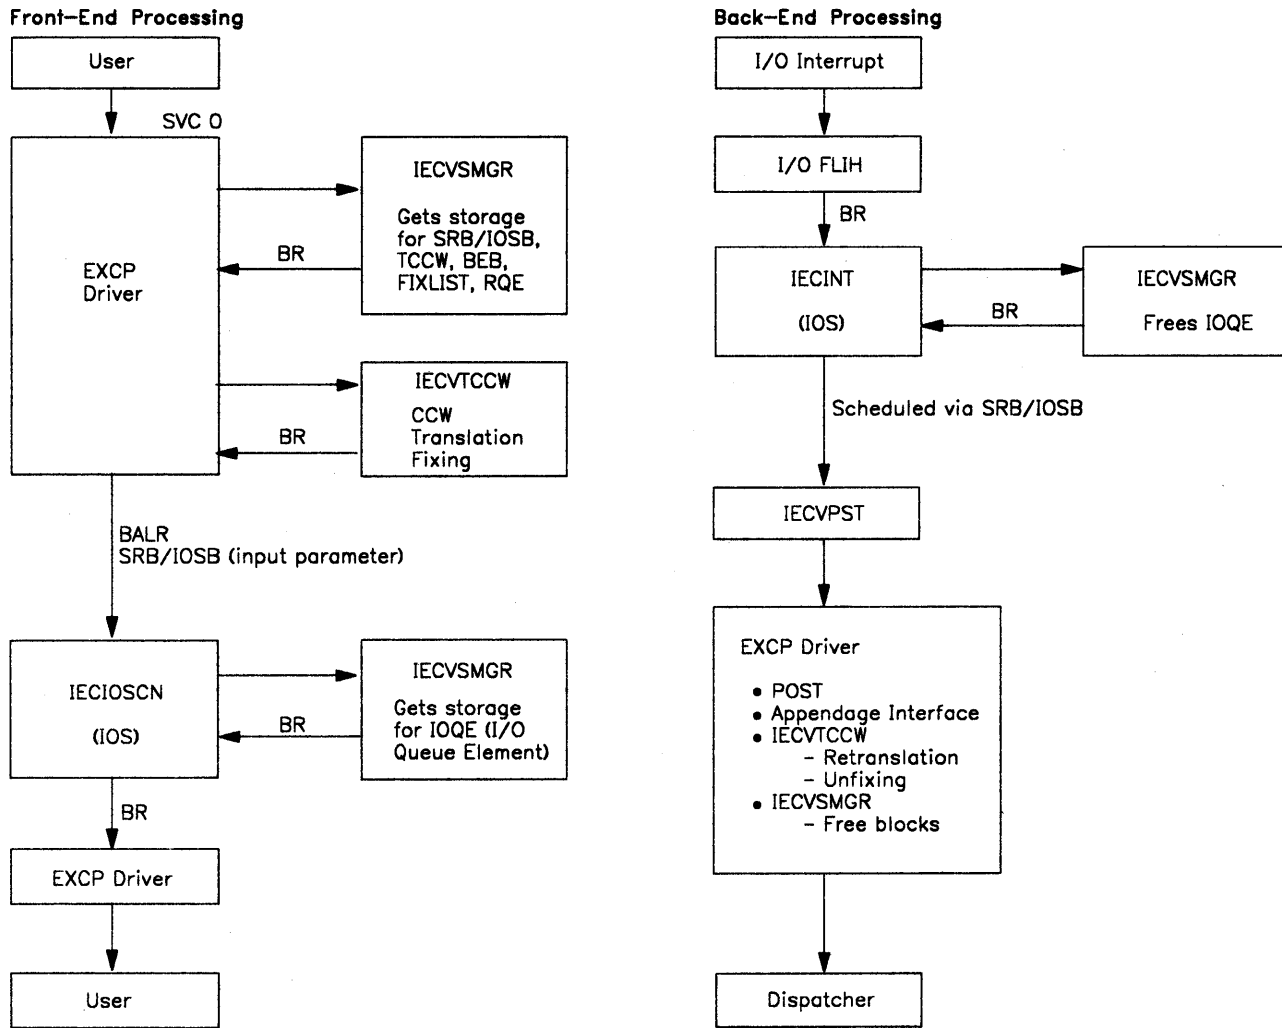 Front-End Processing
User
SVC 0
EXCP
Driver
IECVSMGR
Gets storage
for SRB/IOSB,
TCCW, BEB,
FIXLIST, RQE
BR
IECVTCCW
CCW
Translation
Fixing
BR
BALR
SRB/IOSB (input parameter)
IECIOSCN
(IOS)
IECVSMGR
Gets storage
for IOQE (I/O
Queue Element)
BR
BR
EXCP Driver
User
Back-End Processing
I/O Interrupt
I/O FLIH
BR
IECINT
(IOS)
IECVSMGR
Frees IOQE
BR
Scheduled via SRB/IOSB
IECVPST
EXCP Driver
• POST
• Appendage Interface
• IECVTCCW
- Retranslation
- Unfixing
• IECVSMGR
- Free blocks
Dispatcher